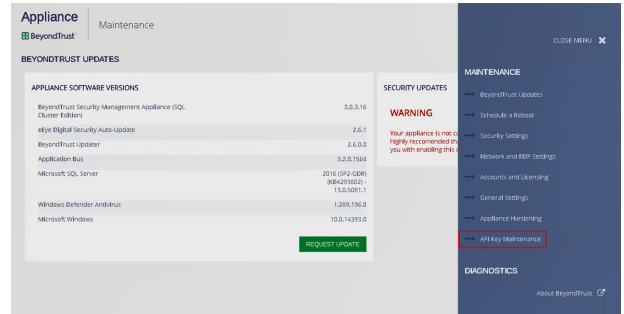 Appliance
BeyondTrust
Maintenance
BEYONDTRUST UPDATES
APPLIANCE SOFTWARE VERSIONS
BeyondTrust Security Management Appliance (SQL
Cluster Edition)
3.0.3.16
eEye Digital Security Auto-Update
2.6.1
BeyondTrust Updater
2.6.0.0
Application Bus
3.2.0.1564
Microsoft SQL Server
2016 (SP2-GDR)
(KB4293802) -
13.0.5081.1
Windows Defender Antivirus
1.289.196.0
Microsoft Windows
10.0.14393.0
REQUEST UPDATE
SECURITY UPDATES
WARNING
Your appliance is not
highly reccomended
you with enabling this
CLOSE MENU
MAINTENANCE
BeyondTrust Updates
Schedule a Reboot
Security Settings
Network and RDP Settings
Accounts and Licensing
General Settings
Appliance Hardening
API Key Maintenance
DIAGNOSTICS
About BeyondTrust